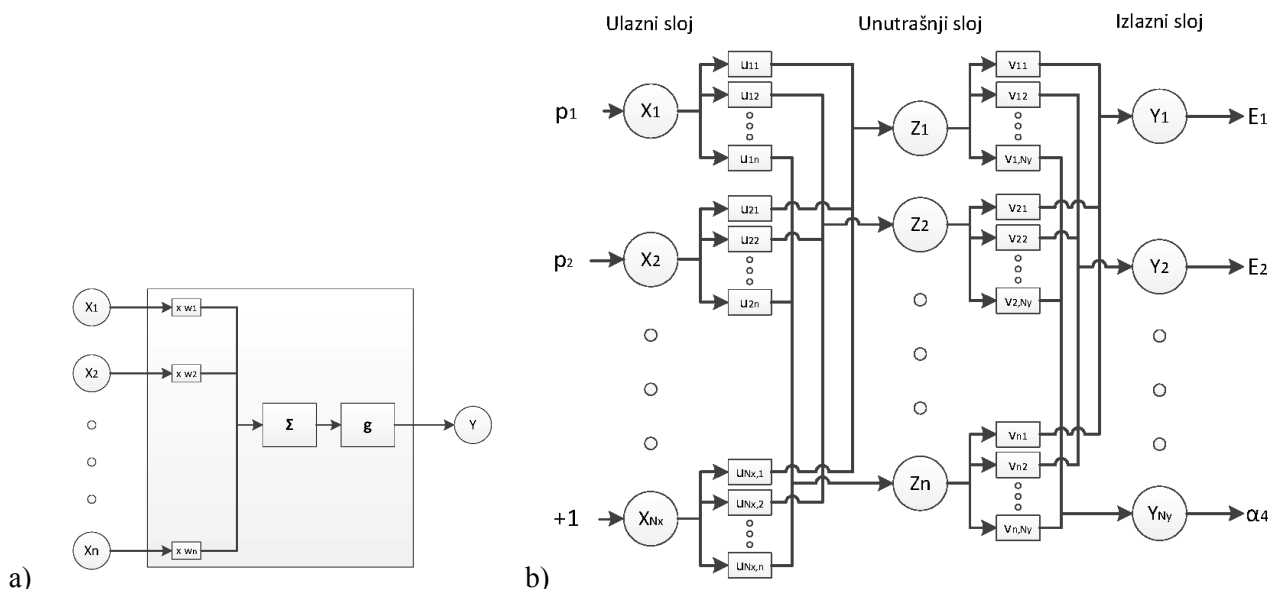 Ulazni sloj Unutrašnji sloj Izlazni sloj
p1 X1 u11 Z1 v11 Y1 E1
u12 v12
u1n v1,Ny
p2 X2 u21 Z2 v21 Y2 E2
u22 v22
u2n v2,Ny
+1 XNx uNx,1 Zn vn1 YNy α4
uNx,2 vn2
uNx,n vn,Ny
X1 x w1
X2 x w2
Σ g Y
Xn x wn
a) b)